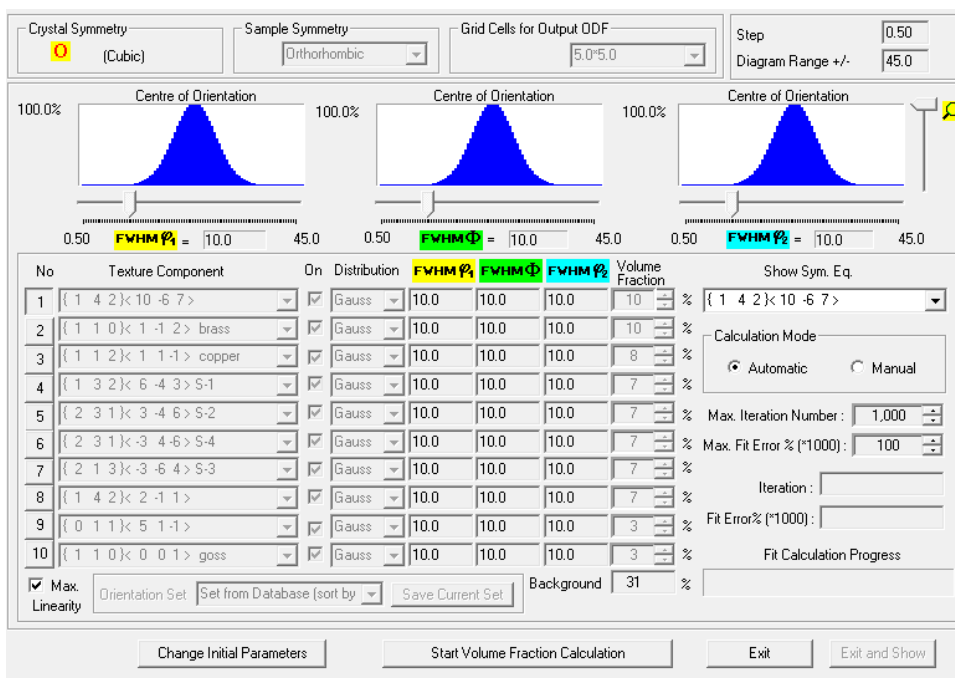 Crystal Symmetry
O (Cubic)
Sample Symmetry
Orthorhombic
Grid Cells for Output ODF
5.0*5.0
Step 0.50
Diagram Range +/- 45.0
Centre of Orientation Centre of Orientation Centre of Orientation
100.0% 100.0% 100.0%
0.50 FWHM φ1 = 10.0 45.0 0.50 FWHM Φ = 10.0 45.0 0.50 FWHM φ2 = 10.0 45.0
No Texture Component On Distribution FWHM φ1 FWHM Φ FWHM φ2 Volume Fraction Show Sym. Eq.
1 { 1 4 2}<10 -6 7> Gauss 10.0 10.0 10.0 10 % { 1 4 2}<10 -6 7>
2 { 1 1 0}< 1 -1 2> brass Gauss 10.0 10.0 10.0 10 %
3 { 1 1 2}< 1 1 -1> copper Gauss 10.0 10.0 10.0 8 %
4 { 1 3 2}< 6 -4 3> S-1 Gauss 10.0 10.0 10.0 7 %
5 { 2 3 1}< 3 -4 6> S-2 Gauss 10.0 10.0 10.0 7 %
6 { 2 3 1}<-3 4 -6> S-4 Gauss 10.0 10.0 10.0 7 %
7 { 2 1 3}<-3 -6 4> S-3 Gauss 10.0 10.0 10.0 7 %
8 { 1 4 2}< 2 -1 1> Gauss 10.0 10.0 10.0 7 %
9 { 0 1 1}< 5 1 -1> Gauss 10.0 10.0 10.0 3 %
10 { 1 1 0}< 0 0 1> goss Gauss 10.0 10.0 10.0 3 %
Calculation Mode
Automatic Manual
Max. Iteration Number : 1,000
Max. Fit Error % (*1000) : 100
Iteration :
Fit Error% (*1000) :
Fit Calculation Progress
Max. Linearity
Orientation Set Set from Database (sort by Save Current Set
Background 31 %
Change Initial Parameters Start Volume Fraction Calculation Exit Exit and Show